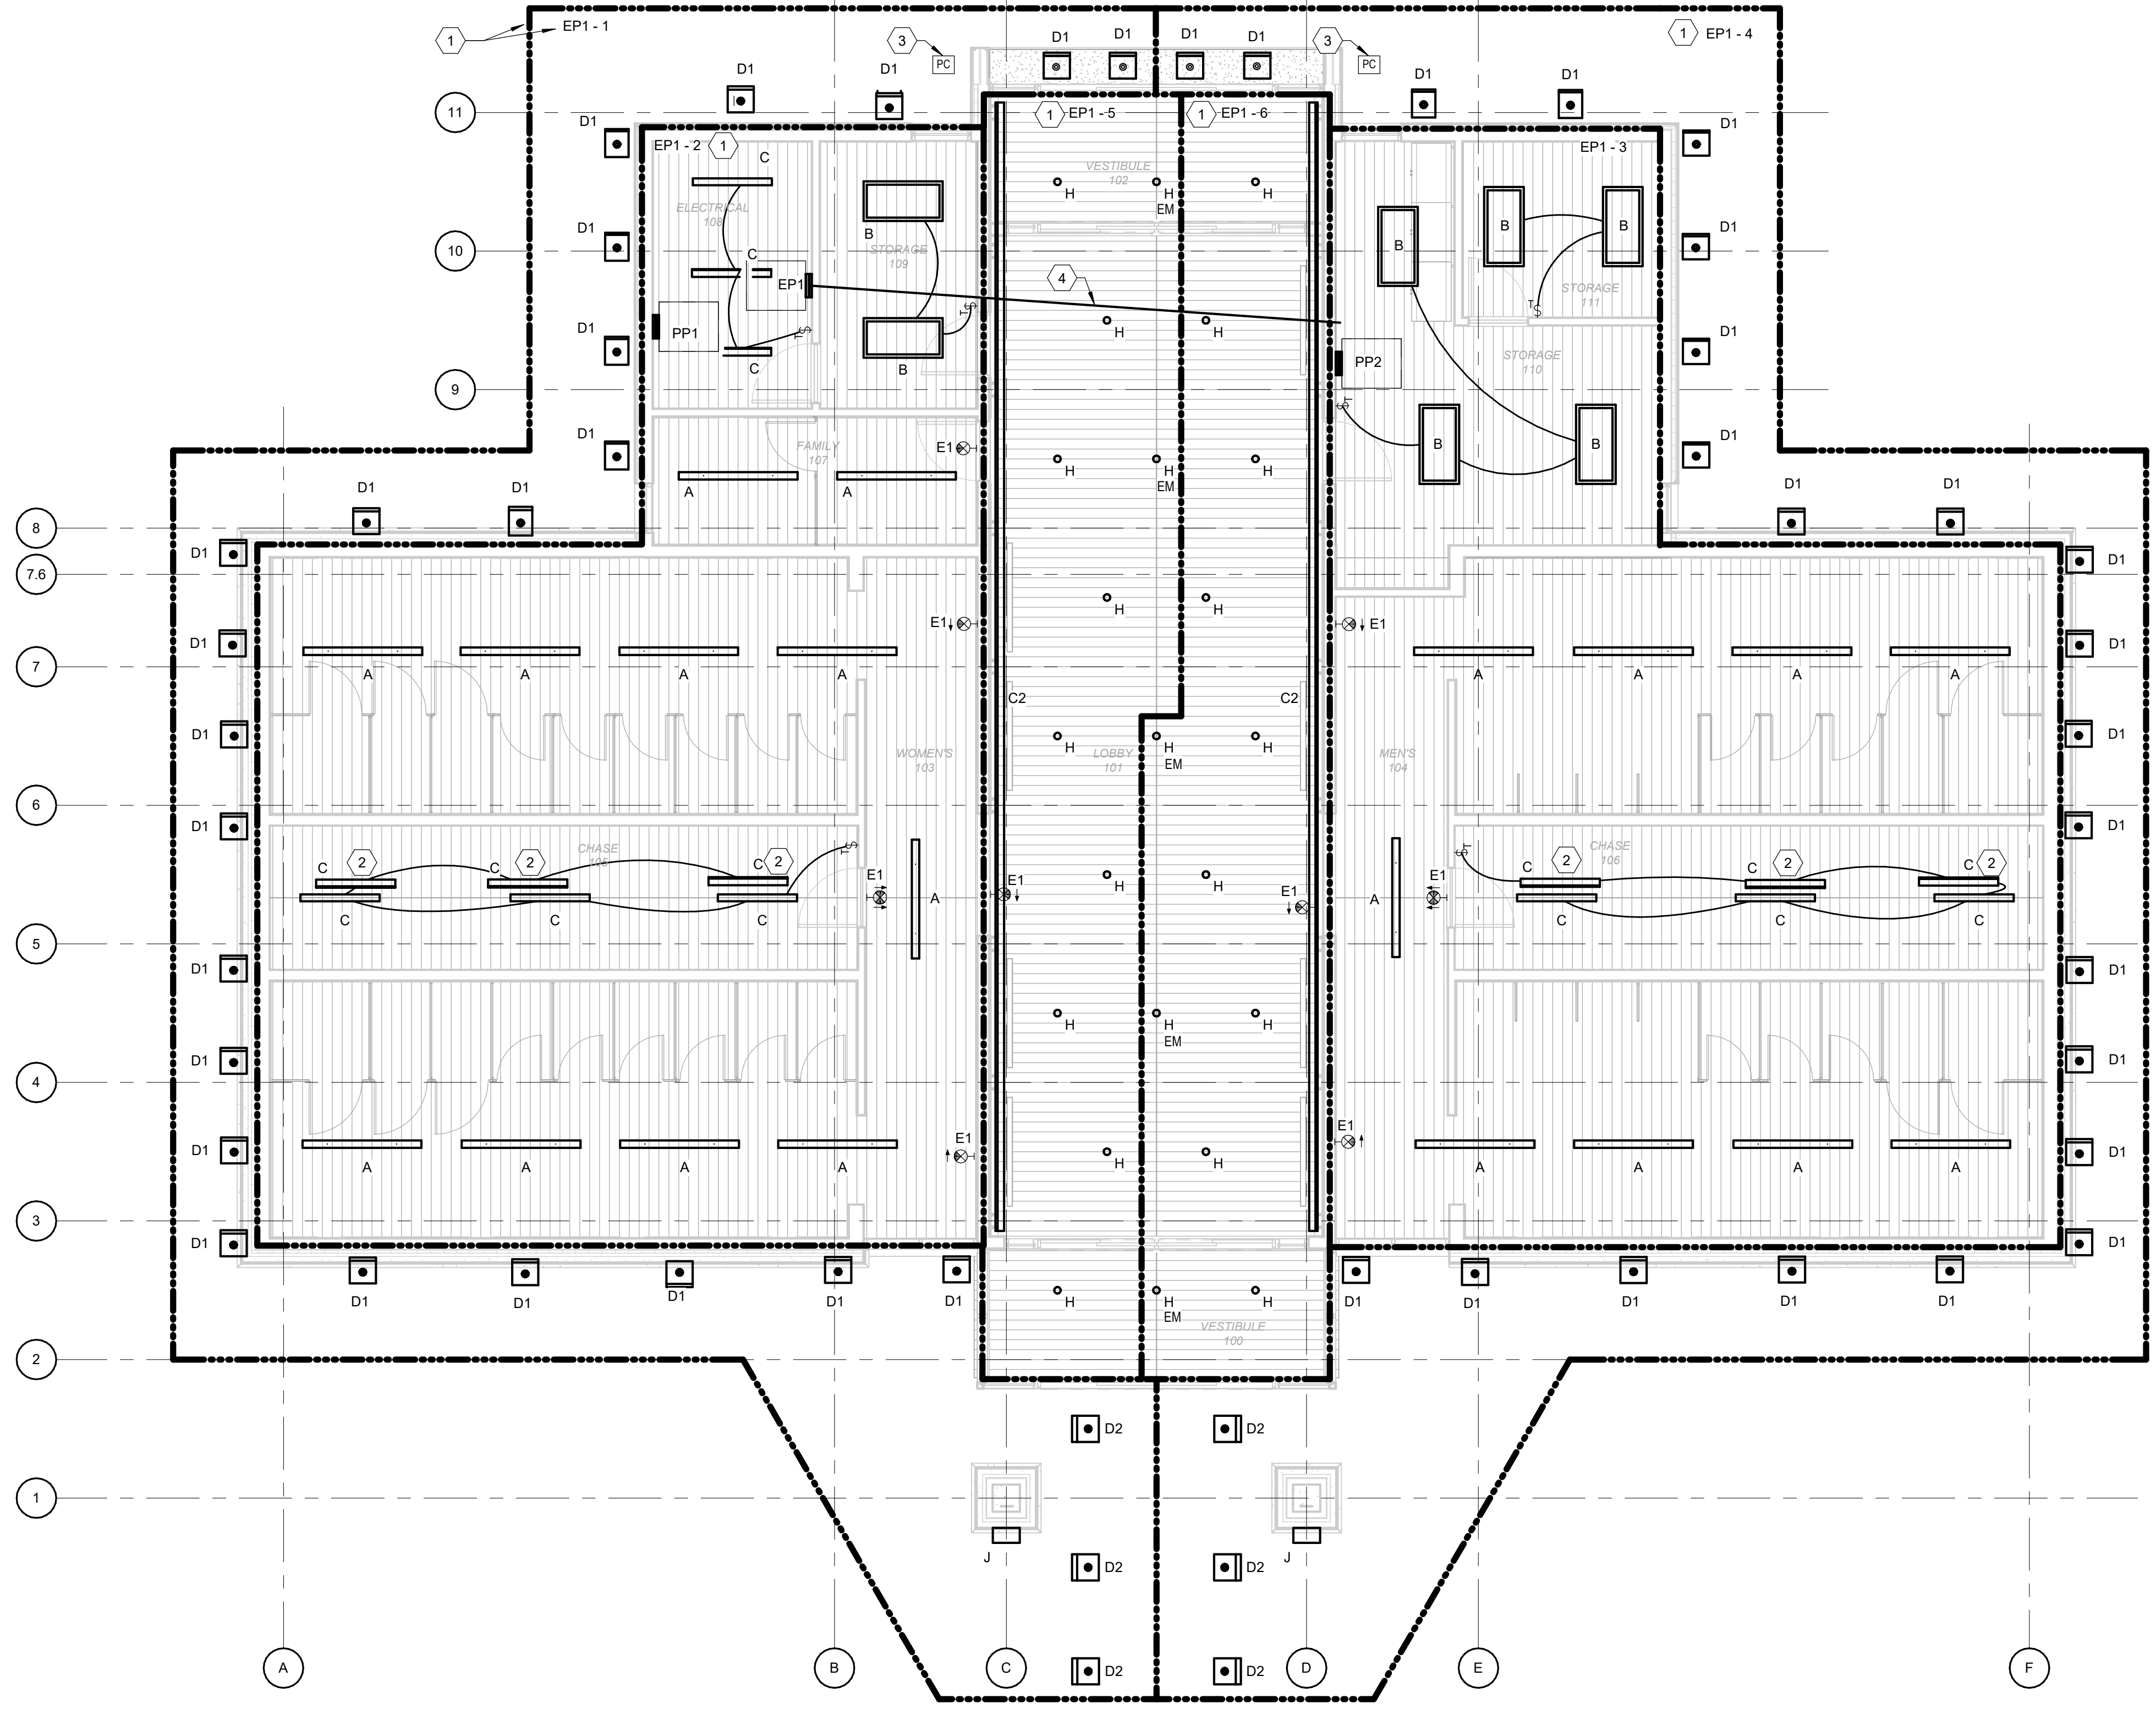 1
EP1 - 1
3
PC
D1
D1
D1
D1
3
PC
1
EP1 - 4
D1
D1
D1
D1
11
D1
EP1 - 2
1
C
1
EP1 - 5
1
EP1 - 6
EP1 - 3
D1
VESTIBULE
102
H
H
EM
H
ELECTRICAL
108
B
STORAGE
109
C
EP1
PP1
C
TS
B
TS
10
D1
D1
4
H
H
B
B
B
STORAGE
111
TS
D1
D1
PP2
STORAGE
110
9
ST
D1
D1
FAMILY
107
E1
A
A
H
H
EM
H
B
B
D1
D1
D1
D1
8
D1
D1
7.6
H
H
E1
E1
D1
D1
7
A
A
A
A
A
A
A
A
C2
C2
D1
D1
H
LOBBY
101
H
EM
H
WOMEN'S
103
MEN'S
104
6
D1
D1
CHASE
105
TS
C
2
C
2
C
2
C
C
C
E1
A
E1
E1
H
H
A
E1
ST
CHASE
106
C
2
C
2
C
2
C
C
C
5
D1
D1
H
H
EM
H
D1
D1
4
D1
D1
A
A
A
A
E1
H
H
E1
A
A
A
A
3
D1
D1
D1
D1
D1
D1
D1
H
H
EM
H
D1
D1
D1
D1
D1
VESTIBULE
100
2
D2
D2
1
J
J
D2
D2
D2
D2
A
B
C
D
E
F